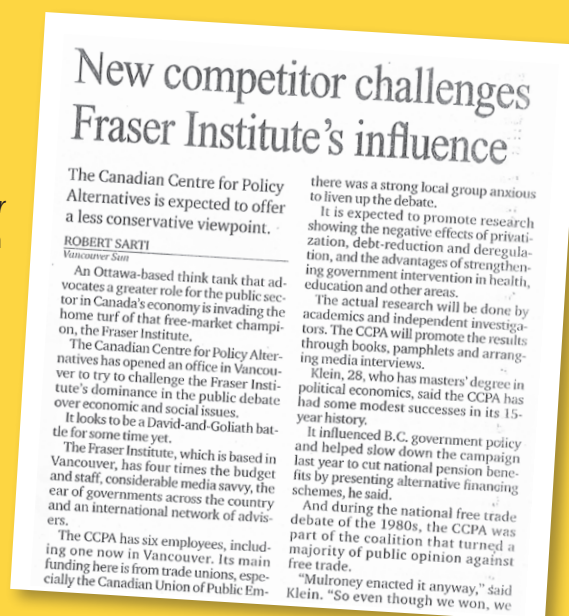 New competitor challenges
Fraser Institute's influence
The Canadian Centre for Policy
Alternatives is expected to offer
a less conservative viewpoint.
ROBERT SARTI
Vancouver Sun
An Ottawa-based think tank that ad-
vocates a greater role for the public sec-
tor in Canada's economy is invading the
home turf of that free-market champi-
on, the Fraser Institute.
The Canadian Centre for Policy Alter-
natives has opened an office in Vancou-
ver to try to challenge the Fraser Insti-
tute's dominance in the public debate
over economic and social issues.
It looks to be a David-and-Goliath bat-
tle for some time yet.
The Fraser Institute, which is based in
Vancouver, has four times the budget
and staff, considerable media savvy, the
ear of governments across the country
and an international network of advis-
ers.
The CCPA has six employees, includ-
ing one now in Vancouver. Its main
funding here is from trade unions, espe-
cially the Canadian Union of Public Em-
there was a strong local group anxious
to liven up the debate.
It is expected to promote research
showing the negative effects of privati-
zation, debt-reduction and deregula-
tion, and the advantages of strengthen-
ing government intervention in health,
education and other areas.
The actual research will be done by
academics and independent investiga-
tors. The CCPA will promote the results
through books, pamphlets and arrang-
ing media interviews.
Klein, 28, who has masters' degree in
political economics, said the CCPA has
had some modest successes in its 15-
year history.
It influenced B.C. government policy
and helped slow down the campaign
last year to cut national pension bene-
fits by presenting alternative financing
schemes, he said.
And during the national free trade
debate of the 1980s, the CCPA was
part of the coalition that turned a
majority of public opinion against
free trade.
"Mulroney enacted it anyway," said
Klein. "So even though we won, we